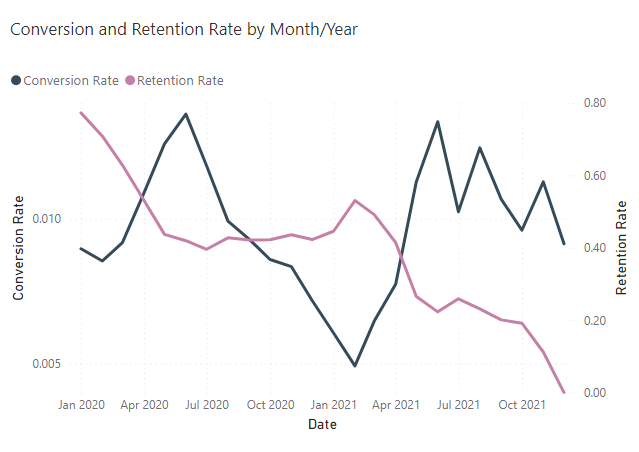 Conversion and Retention Rate by Month/Year
Conversion Rate Retention Rate
Conversion Rate
0.010
0.005
0.80
0.60
0.40
0.20
0.00
Retention Rate
Jan 2020 Apr 2020 Jul 2020 Oct 2020 Jan 2021 Apr 2021 Jul 2021 Oct 2021
Date